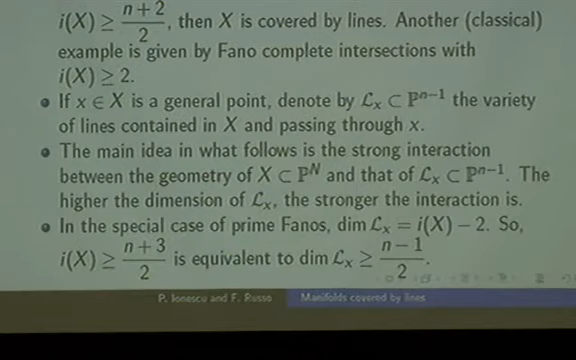 i(X) ≥ (n + 2)/2, then X is covered by lines. Another (classical)
example is given by Fano complete intersections with
i(X) ≥ 2.
• If x ∈ X is a general point, denote by ℒₓ ⊂ ℙⁿ⁻¹ the variety
of lines contained in X and passing through x.
• The main idea in what follows is the strong interaction
between the geometry of X ⊂ ℙᴺ and that of ℒₓ ⊂ ℙⁿ⁻¹. The
higher the dimension of ℒₓ, the stronger the interaction is.
• In the special case of prime Fanos, dim ℒₓ = i(X) − 2. So,
i(X) ≥ (n + 3)/2 is equivalent to dim ℒₓ ≥ (n − 1)/2.
P. Ionescu and F. Russo Manifolds covered by lines